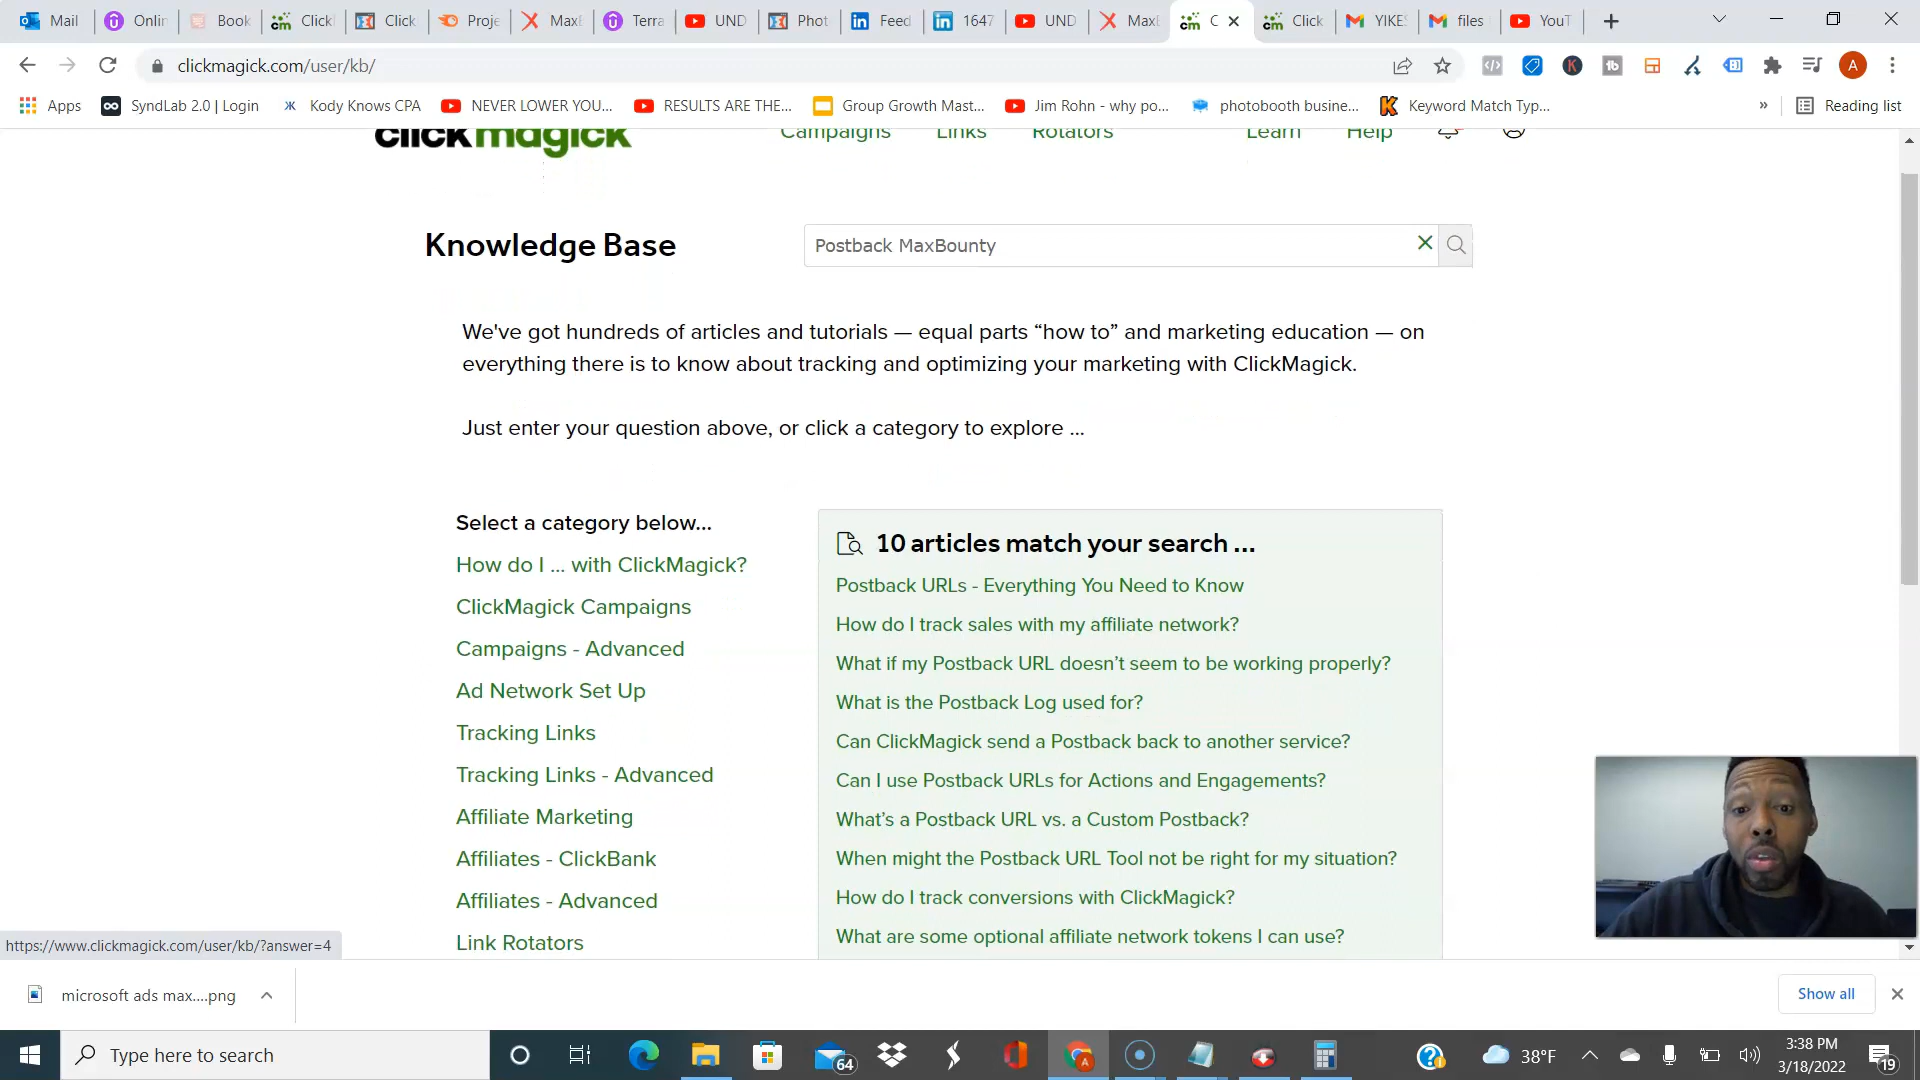 Mail
Onlin
Book
Click
Click
Proje
MaxB
Terra
UND
Phot
Feed
1647
UND
Maxl
C
Click
YIKE
files
YouT
clickmagick.com/user/kb/
Apps
SyndLab 2.0 | Login
Kody Knows CPA
NEVER LOWER YOU...
RESULTS ARE THE...
Group Growth Mast...
Jim Rohn - why po...
photobooth busine...
Keyword Match Typ...
»
Reading list
clickmagick
Campaigns
Links
Rotators
Learn
Help
Knowledge Base
Postback MaxBounty
We've got hundreds of articles and tutorials — equal parts “how to” and marketing education — on
everything there is to know about tracking and optimizing your marketing with ClickMagick.
Just enter your question above, or click a category to explore ...
Select a category below...
How do I ... with ClickMagick?
ClickMagick Campaigns
Campaigns - Advanced
Ad Network Set Up
Tracking Links
Tracking Links - Advanced
Affiliate Marketing
Affiliates - ClickBank
Affiliates - Advanced
Link Rotators
10 articles match your search ...
Postback URLs - Everything You Need to Know
How do I track sales with my affiliate network?
What if my Postback URL doesn’t seem to be working properly?
What is the Postback Log used for?
Can ClickMagick send a Postback back to another service?
Can I use Postback URLs for Actions and Engagements?
What’s a Postback URL vs. a Custom Postback?
When might the Postback URL Tool not be right for my situation?
How do I track conversions with ClickMagick?
What are some optional affiliate network tokens I can use?
https://www.clickmagick.com/user/kb/?answer=4
microsoft ads max....png
Show all
Type here to search
64
38°F
3:38 PM
3/18/2022
19